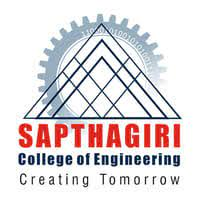 SAPTHAGIRI
College of Engineering
Creating Tomorrow